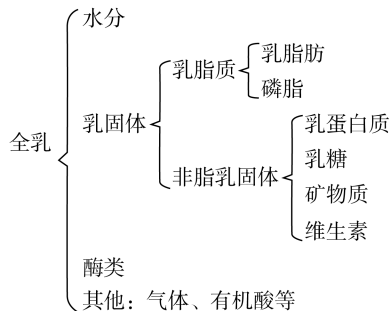 水分
乳脂肪
乳脂质
磷脂
乳固体
乳蛋白质
全乳
乳糖
非脂乳固体
矿物质
维生素
酶类
其他：气体、有机酸等